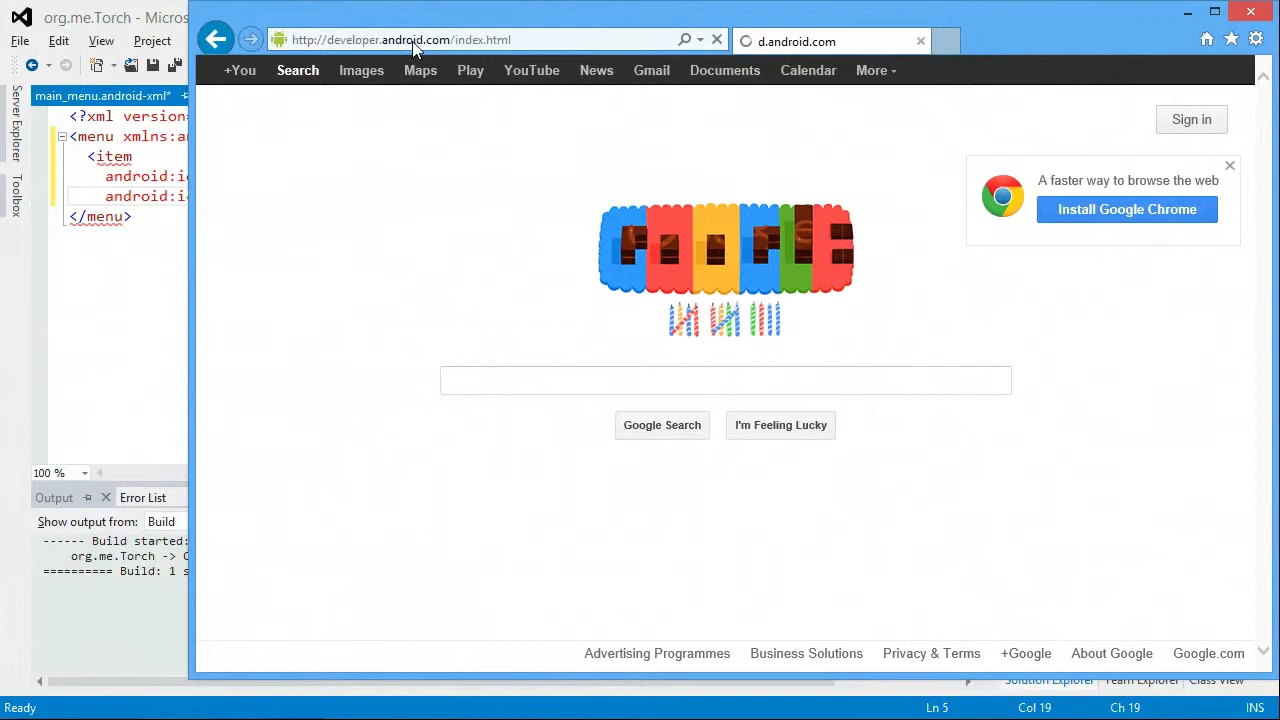 org.me.Torch - Micros
File Edit View Project
main_menu.android-xml*
Server Explorer
Toolbox
<?xml version=
<menu xmlns:an
<item
android:i
android:i
</menu>
100 %
Output Error List
Show output from: Build
------ Build started:
org.me.Torch ->
========== Build: 1 s
Ready
Ln 5 Col 19 Ch 19 INS
http://developer.android.com/index.html
d.android.com
+You Search Images Maps Play YouTube News Gmail Documents Calendar More
Sign in
A faster way to browse the web
Install Google Chrome
Google Search I'm Feeling Lucky
Advertising Programmes Business Solutions Privacy & Terms +Google About Google Google.com
Solution Explorer Team Explorer Class View